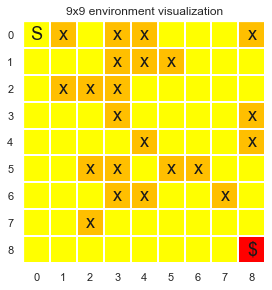 9x9 environment visualization
0 S x x x x
1 x x x
2 x x x
3 x x
4 x x
5 x x x x
6 x x x
7 x
8 $
0 1 2 3 4 5 6 7 8